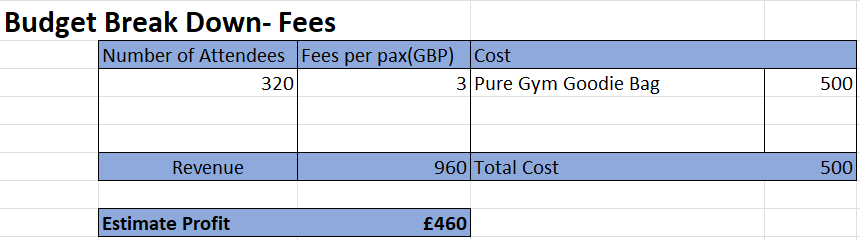 Budget Break Down- Fees
Number of Attendees Fees per pax(GBP) Cost
320 3 Pure Gym Goodie Bag 500
Revenue 960 Total Cost 500
Estimate Profit £460